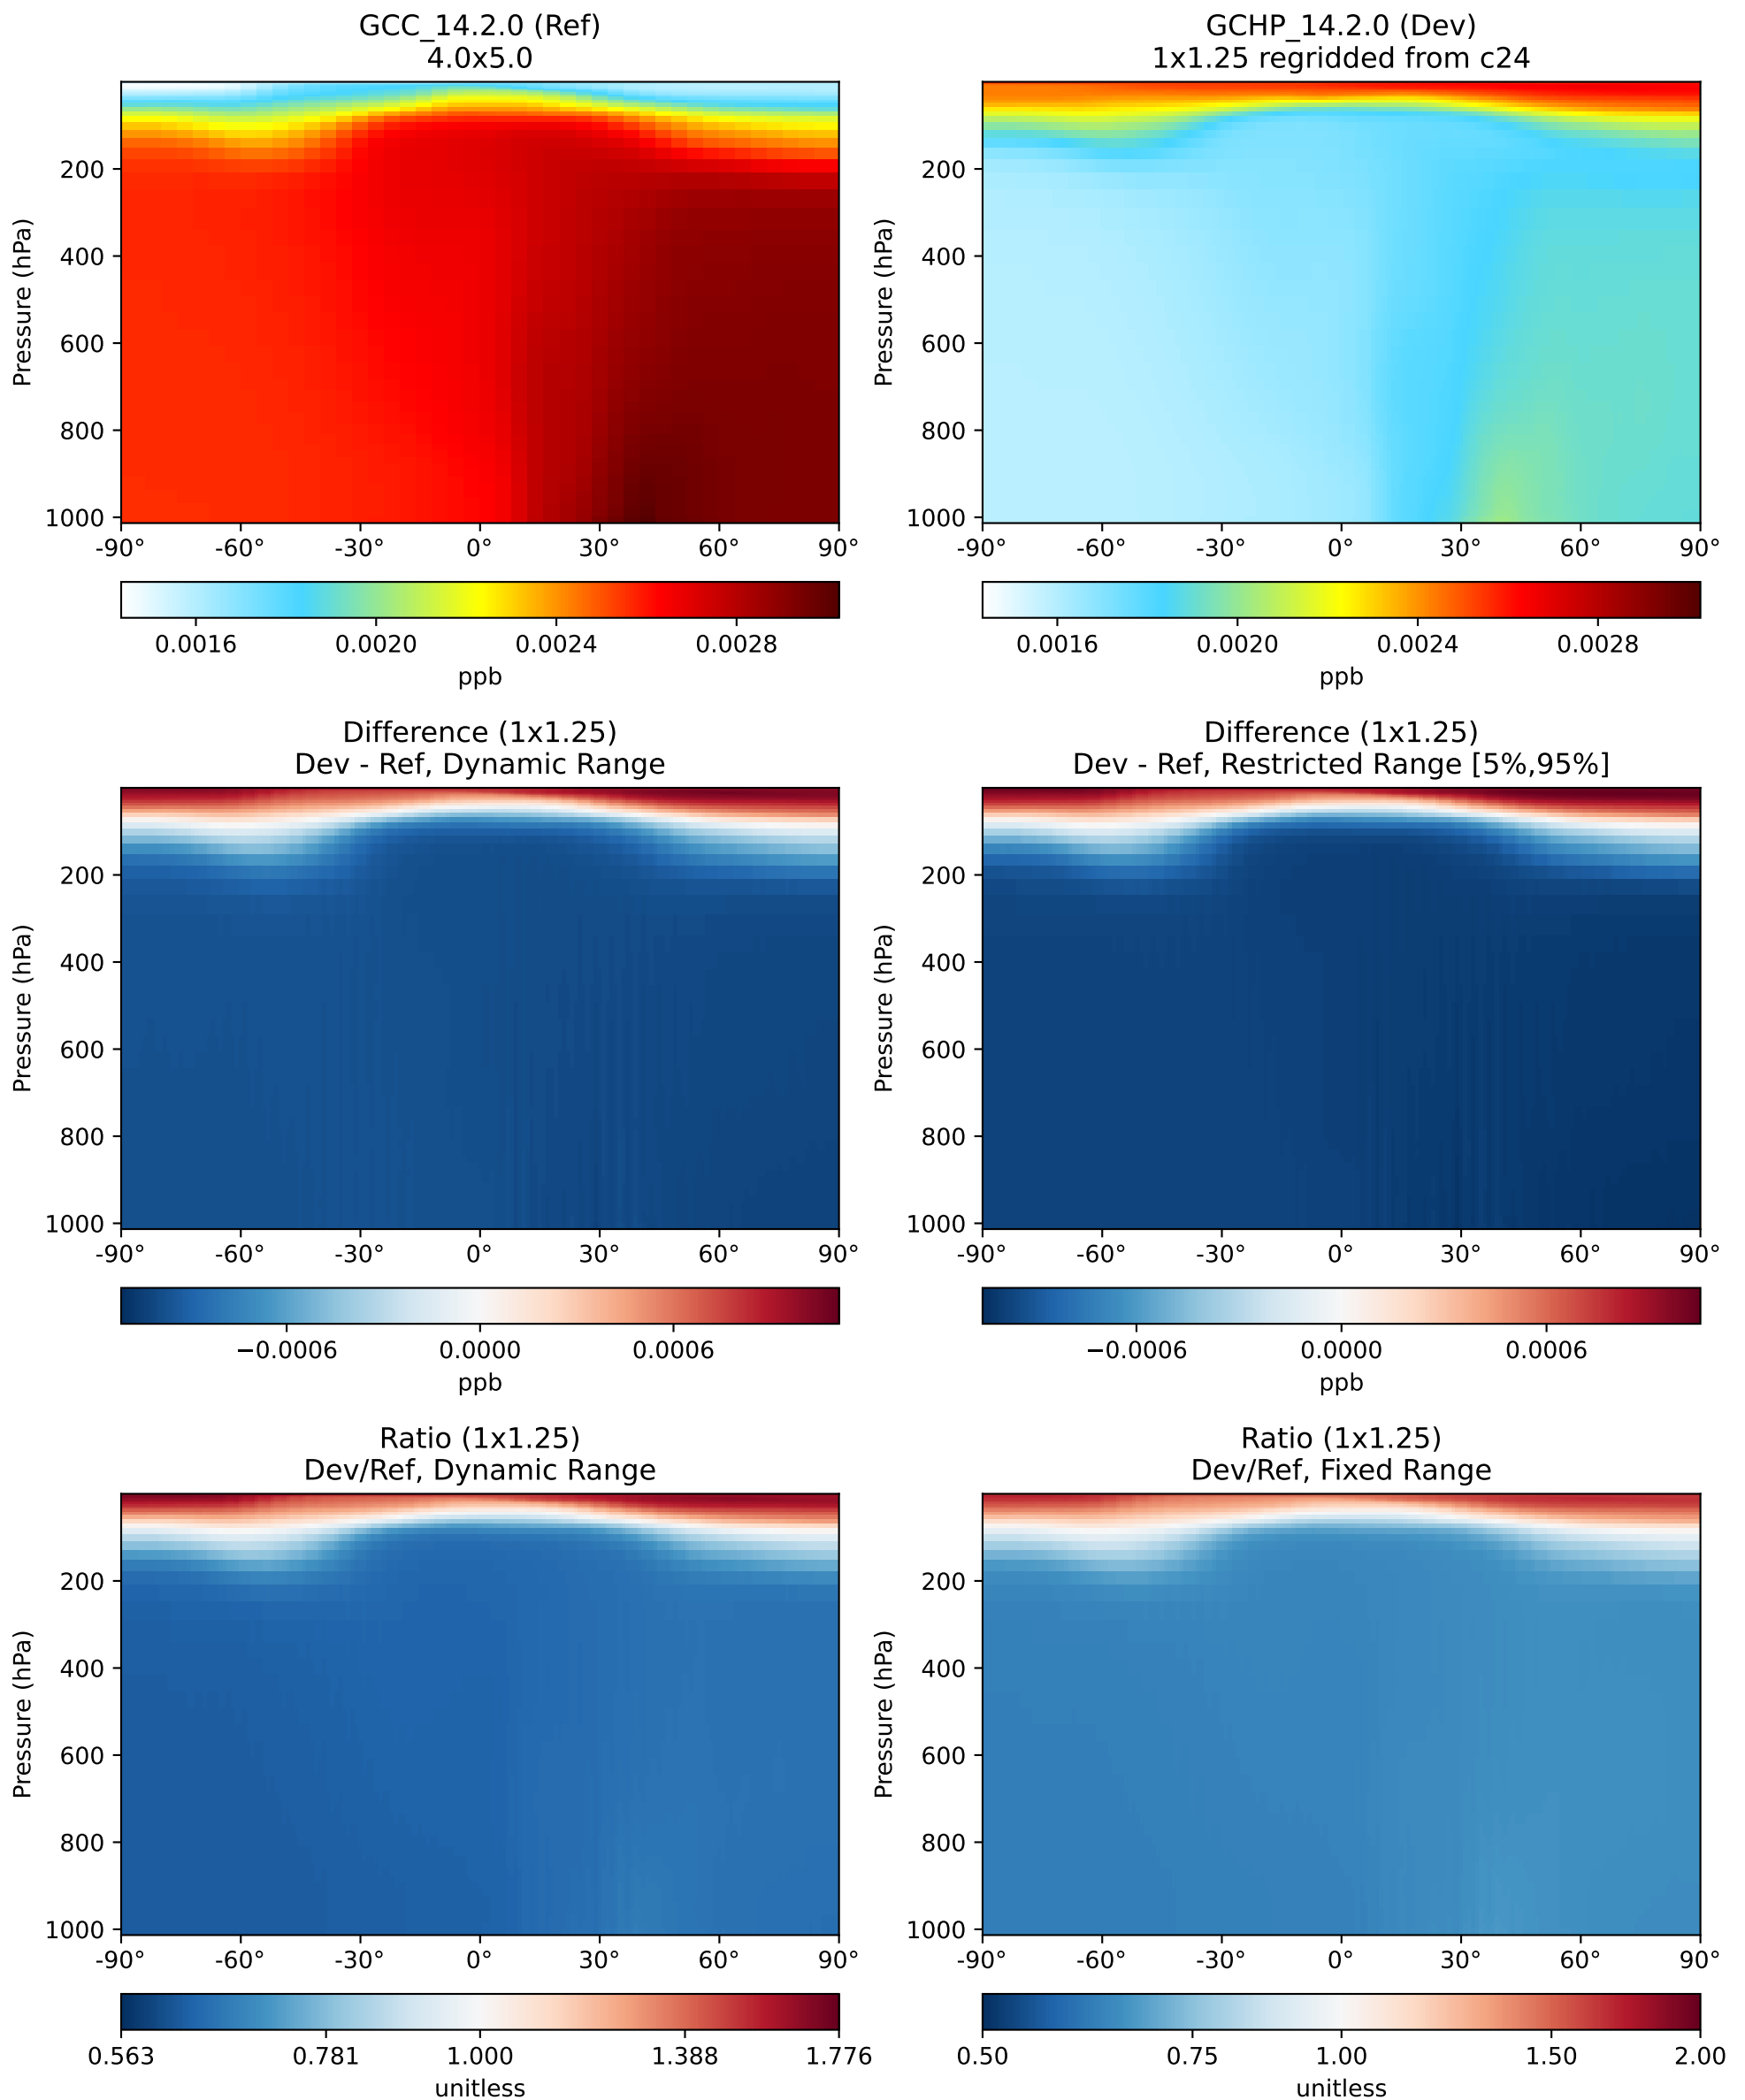 GCC_14.2.0 (Ref)
4.0x5.0
Pressure (hPa)
200
400
600
800
1000
-90° -60° -30° 0° 30° 60° 90°
0.0016 0.0020 0.0024 0.0028
ppb
GCHP_14.2.0 (Dev)
1x1.25 regridded from c24
Pressure (hPa)
200
400
600
800
1000
-90° -60° -30° 0° 30° 60° 90°
0.0016 0.0020 0.0024 0.0028
ppb
Difference (1x1.25)
Dev - Ref, Dynamic Range
Pressure (hPa)
200
400
600
800
1000
-90° -60° -30° 0° 30° 60° 90°
−0.0006 0.0000 0.0006
ppb
Difference (1x1.25)
Dev - Ref, Restricted Range [5%,95%]
Pressure (hPa)
200
400
600
800
1000
-90° -60° -30° 0° 30° 60° 90°
−0.0006 0.0000 0.0006
ppb
Ratio (1x1.25)
Dev/Ref, Dynamic Range
Pressure (hPa)
200
400
600
800
1000
-90° -60° -30° 0° 30° 60° 90°
0.563 0.781 1.000 1.388 1.776
unitless
Ratio (1x1.25)
Dev/Ref, Fixed Range
Pressure (hPa)
200
400
600
800
1000
-90° -60° -30° 0° 30° 60° 90°
0.50 0.75 1.00 1.50 2.00
unitless